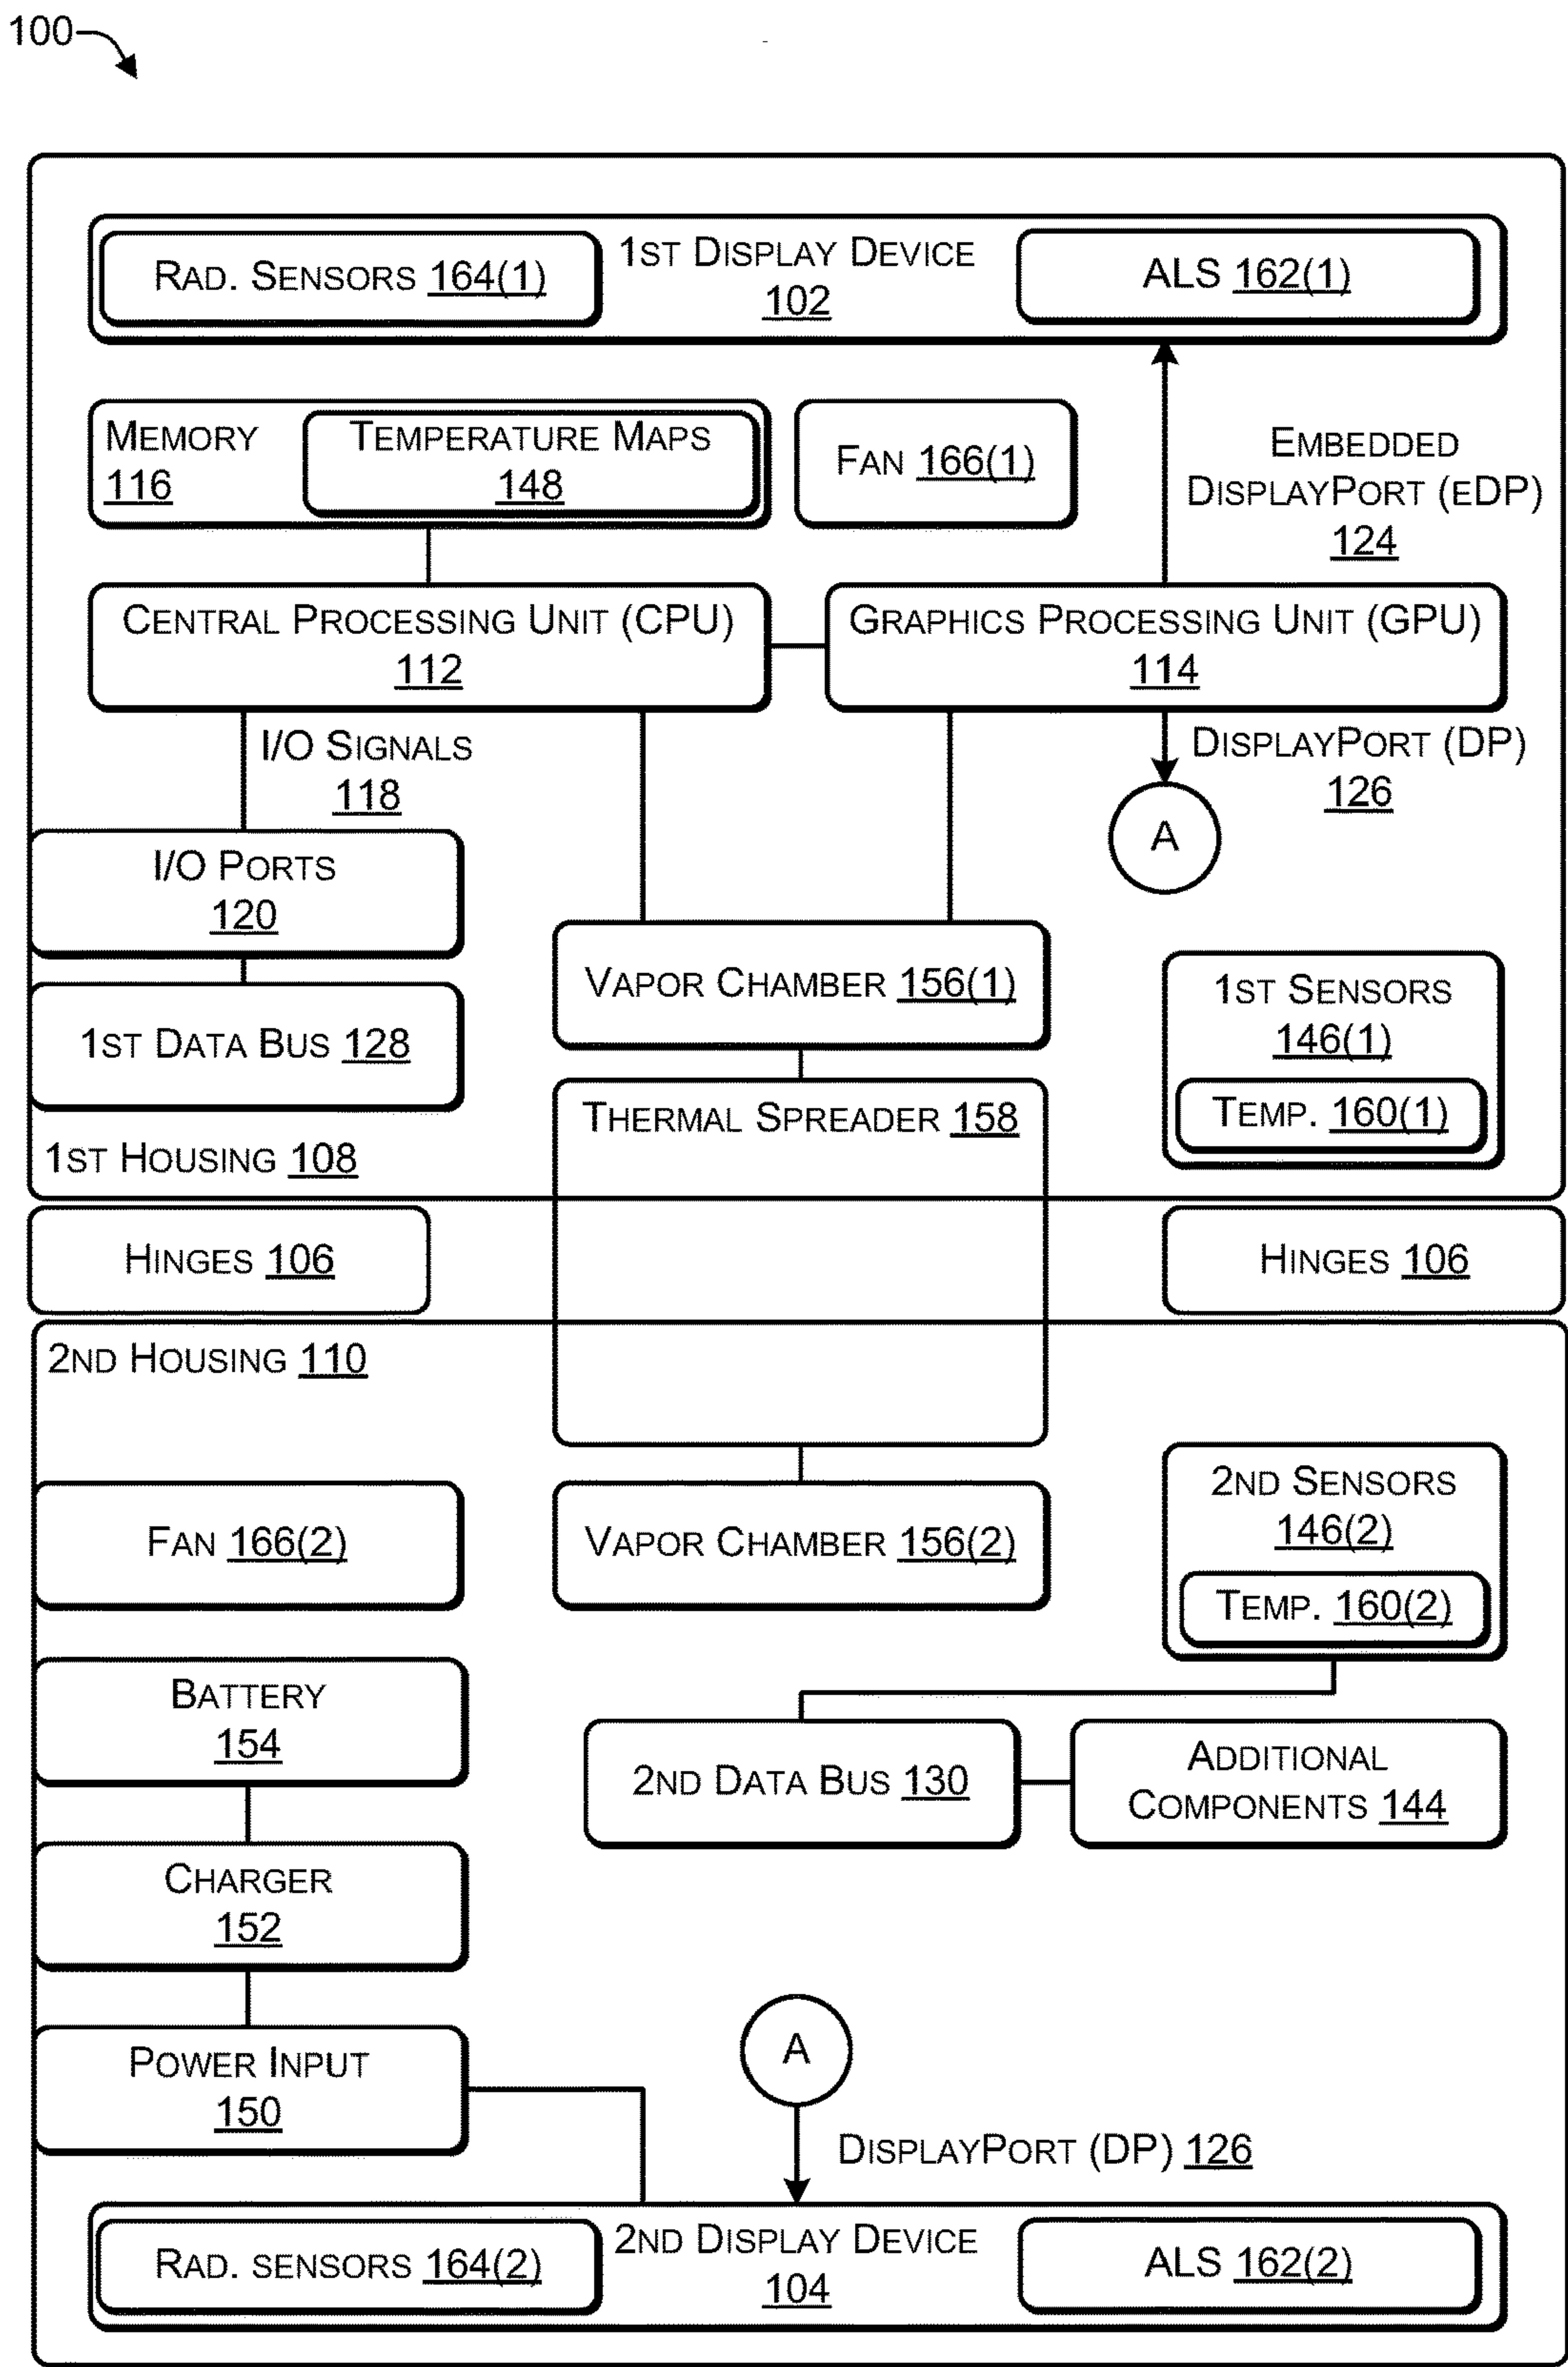 100
RAD. SENSORS 164(1)
1ST DISPLAY DEVICE
102
ALS 162(1)
MEMORY
116
TEMPERATURE MAPS
148
FAN 166(1)
EMBEDDED
DISPLAYPORT (EDP)
124
CENTRAL PROCESSING UNIT (CPU)
112
GRAPHICS PROCESSING UNIT (GPU)
114
I/O SIGNALS
118
DISPLAYPORT (DP)
126
A
I/O PORTS
120
VAPOR CHAMBER 156(1)
1ST SENSORS
146(1)
TEMP. 160(1)
1ST DATA BUS 128
THERMAL SPREADER 158
1ST HOUSING 108
HINGES 106
HINGES 106
2ND HOUSING 110
FAN 166(2)
VAPOR CHAMBER 156(2)
2ND SENSORS
146(2)
TEMP. 160(2)
BATTERY
154
2ND DATA BUS 130
ADDITIONAL
COMPONENTS 144
CHARGER
152
POWER INPUT
150
A
DISPLAYPORT (DP) 126
RAD. SENSORS 164(2)
2ND DISPLAY DEVICE
104
ALS 162(2)